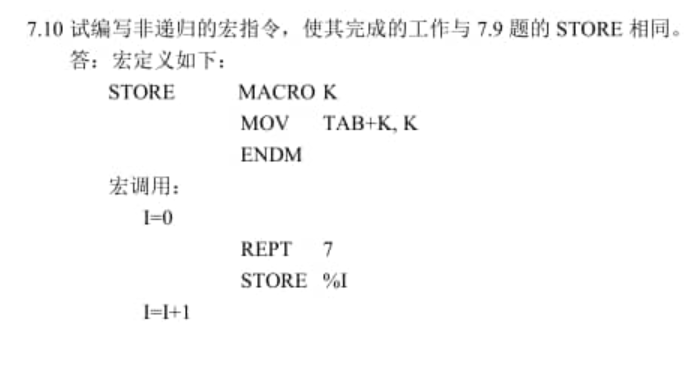 7.10 试编写非递归的宏指令，使其完成的工作与 7.9 题的 STORE 相同。
答：宏定义如下：
STORE MACRO K
MOV TAB+K, K
ENDM
宏调用：
I=0
REPT 7
STORE %I
I=I+1